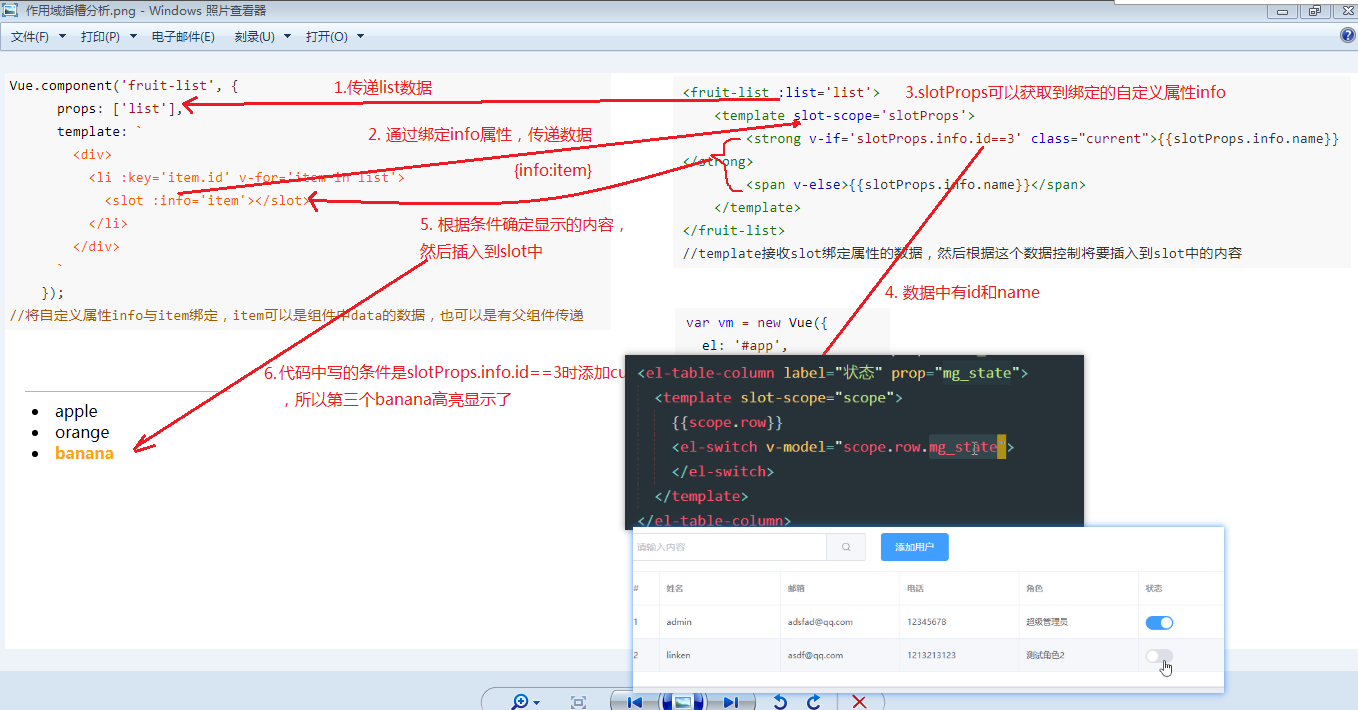 作用域插槽分析.png - Windows 照片查看器
文件(F) 打印(P) 电子邮件(E) 刻录(U) 打开(O)
Vue.component('fruit-list', {
props: ['list'],
template: `
<div>
<li :key='item.id' v-for='item in list'>
<slot :info='item'></slot>
</li>
</div>
`
});
//将自定义属性info与item绑定，item可以是组件中data的数据，也可以是有父组件传递
1.传递list数据
2. 通过绑定info属性，传递数据
{info:item}
<fruit-list :list='list'>
<template slot-scope='slotProps'>
<strong v-if='slotProps.info.id==3' class="current">{{slotProps.info.name}}
</strong>
<span v-else>{{slotProps.info.name}}</span>
</template>
</fruit-list>
//template接收slot绑定属性的数据，然后根据这个数据控制将要插入到slot中的内容
3.slotProps可以获取到绑定的自定义属性info
5. 根据条件确定显示的内容，
然后插入到slot中
4. 数据中有id和name
var vm = new Vue({
el: '#app',
6.代码中写的条件是slotProps.info.id==3时添加cu
，所以第三个banana高亮显示了
apple
orange
banana
<el-table-column label="状态" prop="mg_state">
<template slot-scope="scope">
{{scope.row}}
<el-switch v-model="scope.row.mg_state">
</el-switch>
</template>
</el-table-column>
请输入内容 添加用户
# 姓名 邮箱 电话 角色 状态
1 admin adsfad@qq.com 12345678 超级管理员
2 linken asdf@qq.com 1213213123 测试角色2